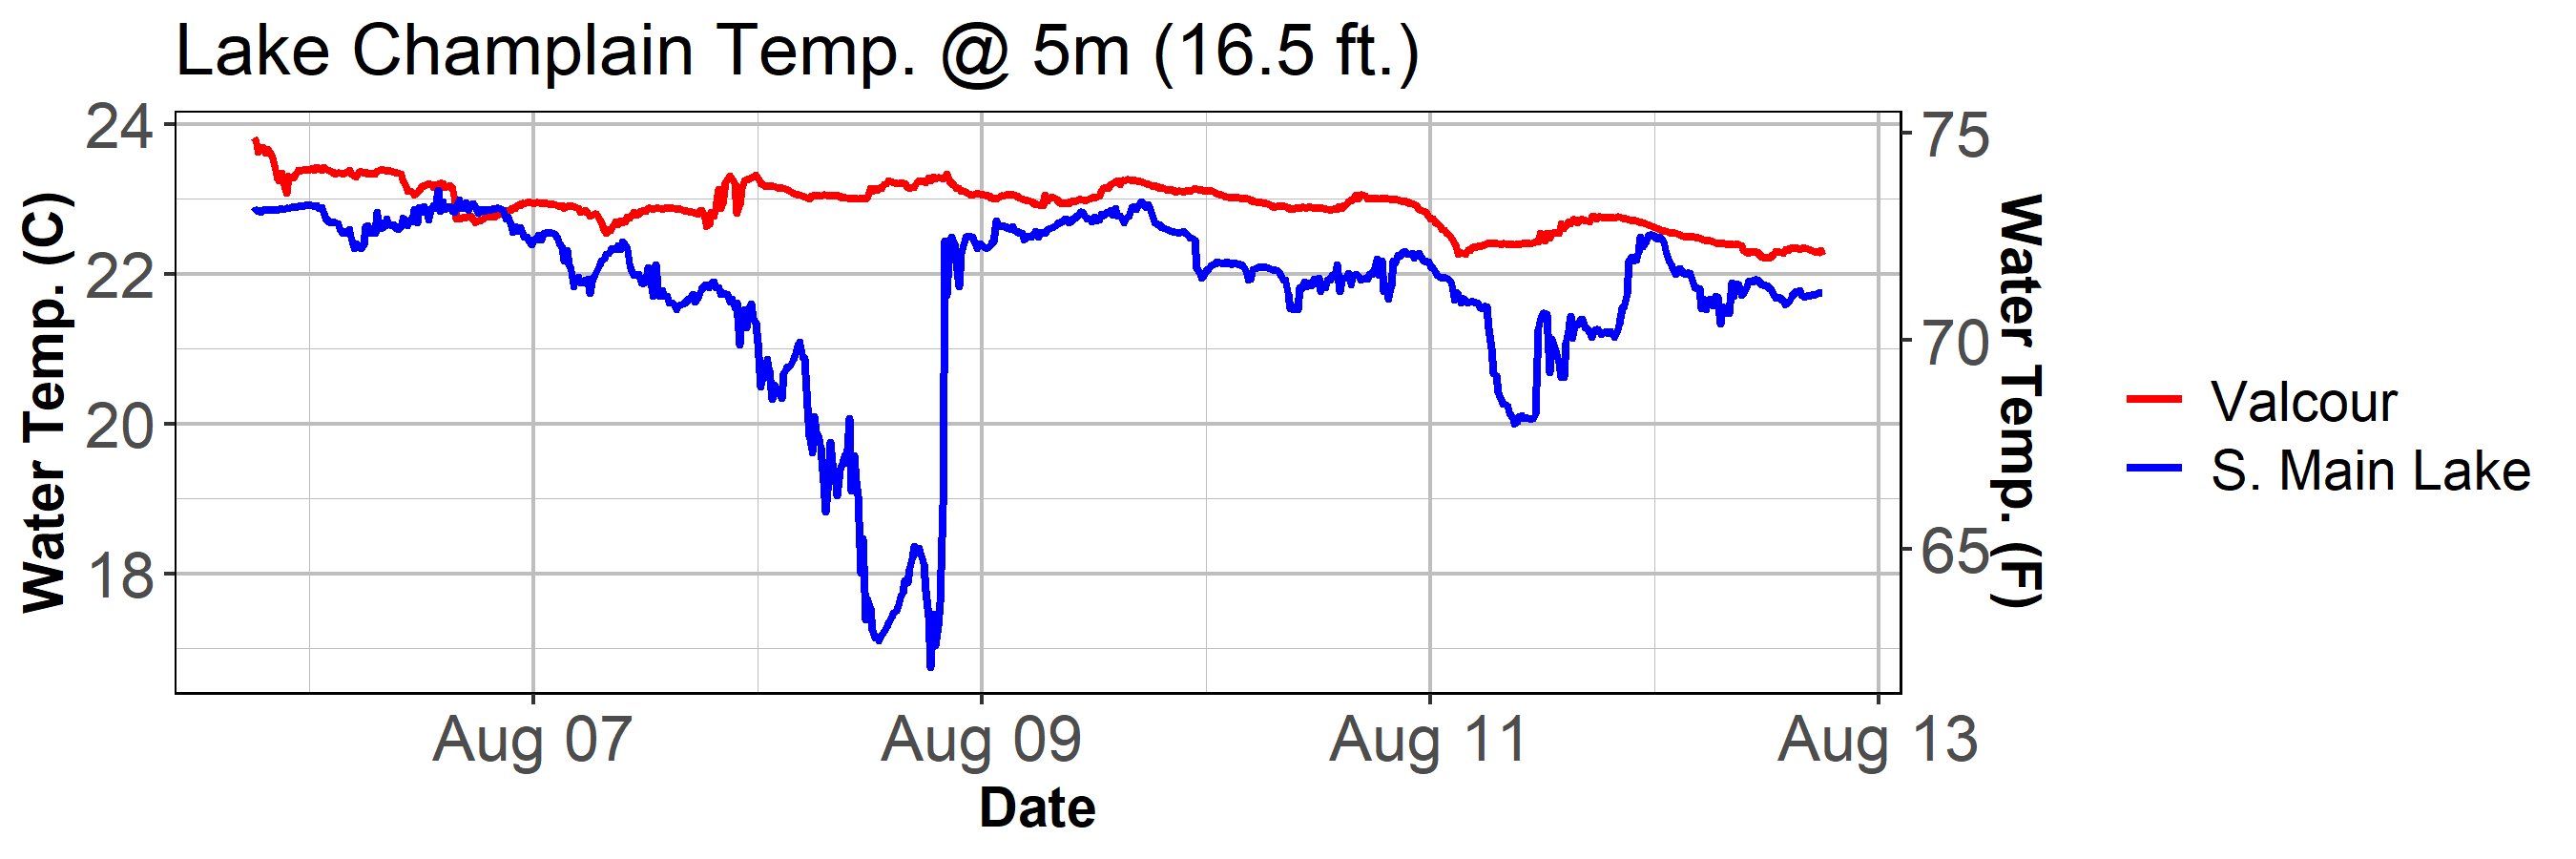 Lake Champlain Temp. @ 5m (16.5 ft.)
Water Temp. (C)
24
22
20
18
75
70
65
Water Temp. (F)
Aug 07
Aug 09
Aug 11
Aug 13
Date
Valcour
S. Main Lake